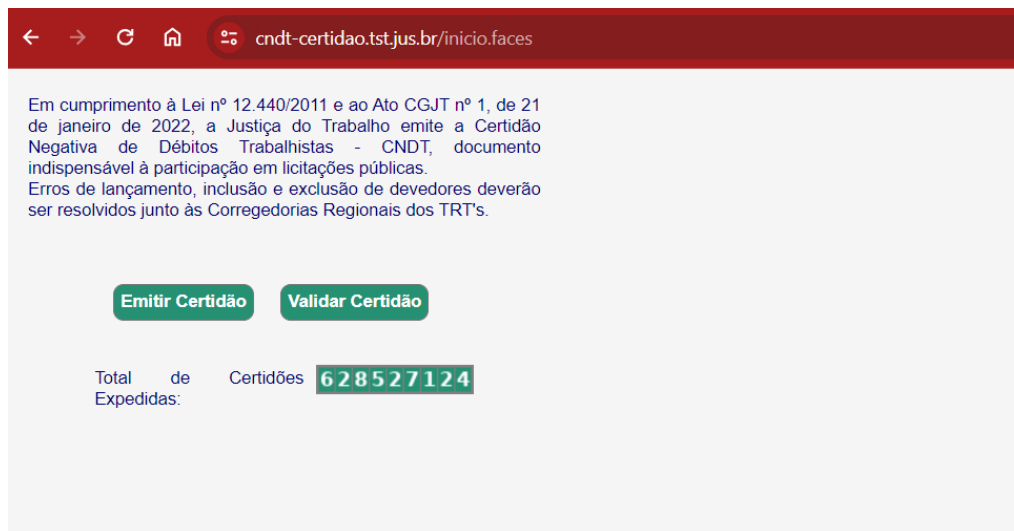 cndt-certidao.tst.jus.br/inicio.faces
Em cumprimento à Lei nº 12.440/2011 e ao Ato CGJT nº 1, de 21
de janeiro de 2022, a Justiça do Trabalho emite a Certidão
Negativa de Débitos Trabalhistas - CNDT, documento
indispensável à participação em licitações públicas.
Erros de lançamento, inclusão e exclusão de devedores deverão
ser resolvidos junto às Corregedorias Regionais dos TRT's.
Emitir Certidão Validar Certidão
Total de Certidões 628527124
Expedidas: